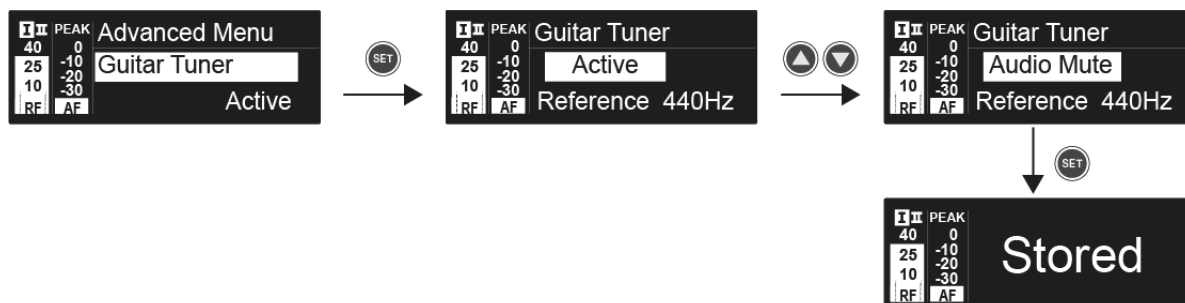 I II PEAK Advanced Menu
40 0
25 -10 Guitar Tuner
-20
10 -30 Active
RF AF
SET
I II PEAK Guitar Tuner
40 0
25 -10 Active
-20
10 -30 Reference 440Hz
RF AF
I II PEAK Guitar Tuner
40 0
25 -10 Audio Mute
-20
10 -30 Reference 440Hz
RF AF
SET
I II PEAK
40 0
25 -10 Stored
-20
10 -30
RF AF